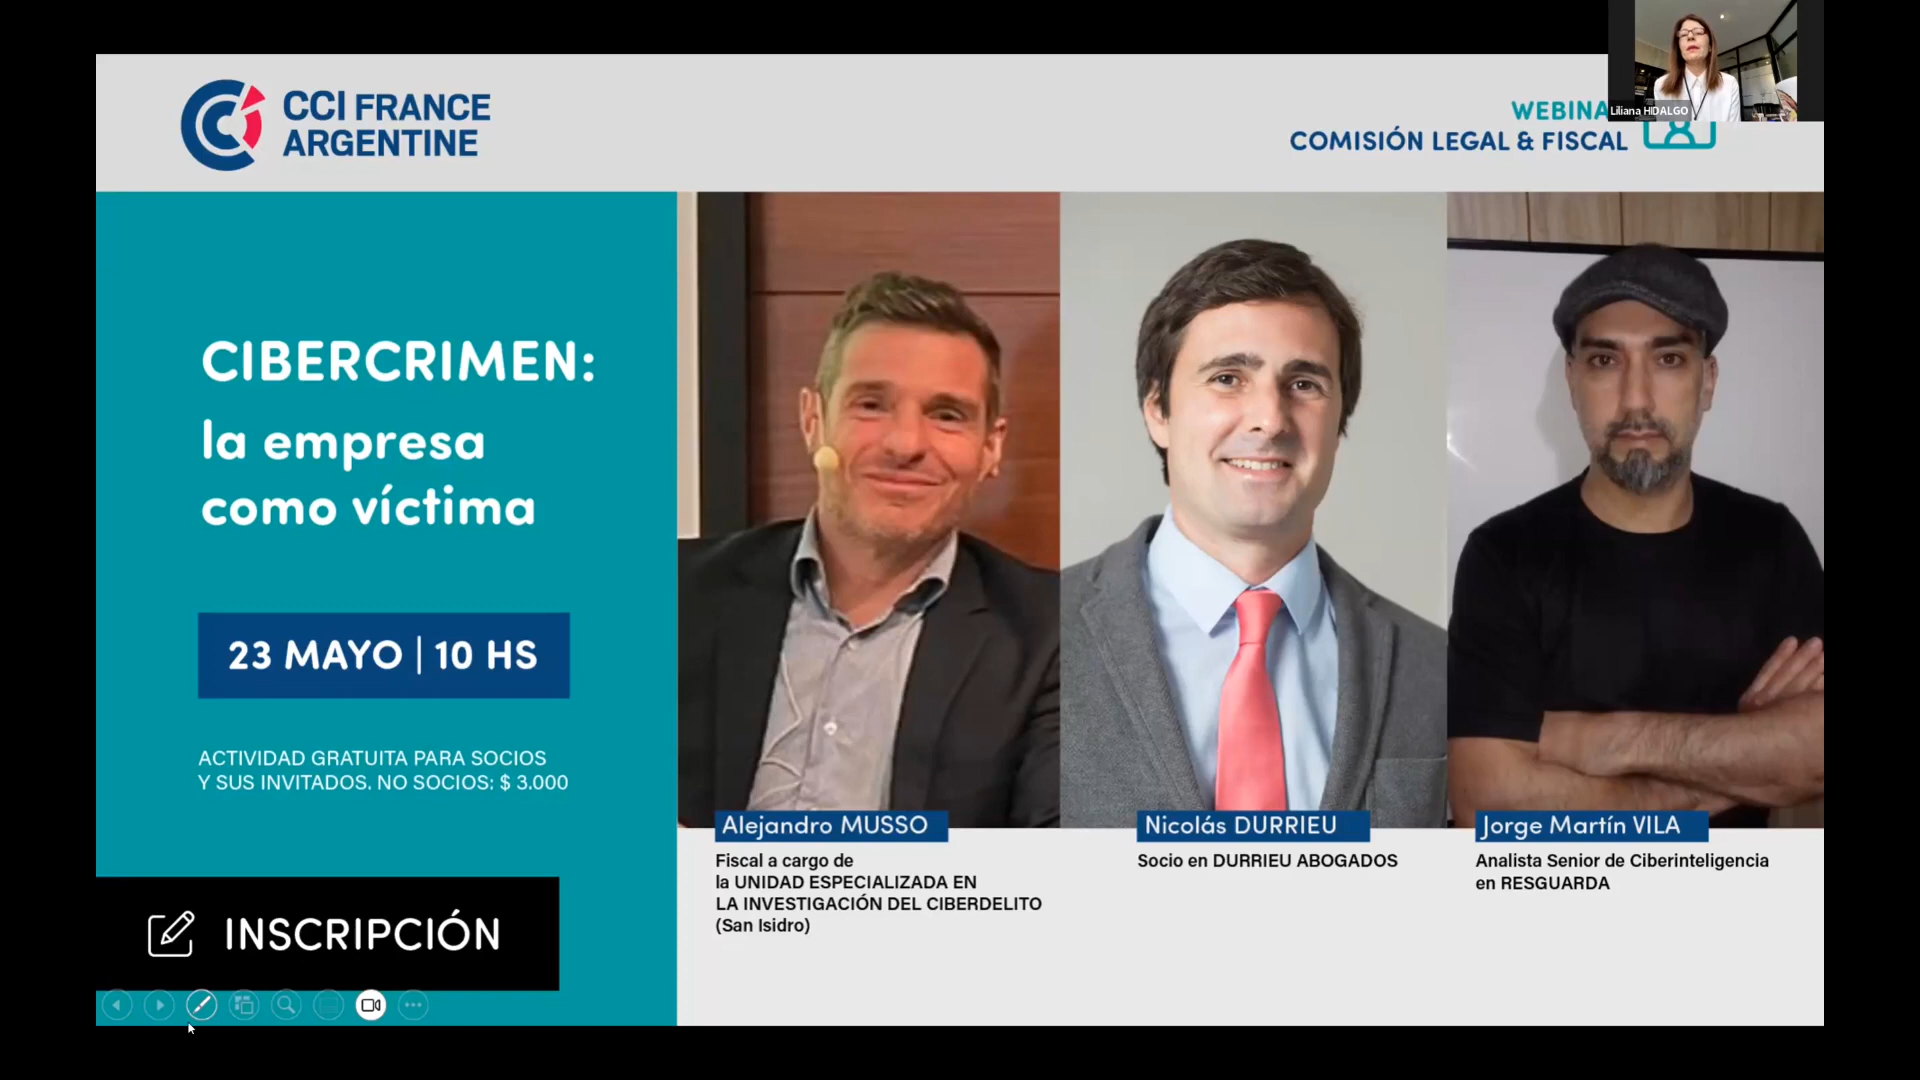 CCI FRANCE
ARGENTINE
WEBINA
COMISIÓN LEGAL & FISCAL
Liliana HIDALGO
CIBERCRIMEN:
la empresa
como víctima
23 MAYO | 10 HS
ACTIVIDAD GRATUITA PARA SOCIOS
Y SUS INVITADOS. NO SOCIOS: $ 3.000
INSCRIPCIÓN
Alejandro MUSSO
Fiscal a cargo de
la UNIDAD ESPECIALIZADA EN
LA INVESTIGACIÓN DEL CIBERDELITO
(San Isidro)
Nicolás DURRIEU
Socio en DURRIEU ABOGADOS
Jorge Martín VILA
Analista Senior de Ciberinteligencia
en RESGUARDA